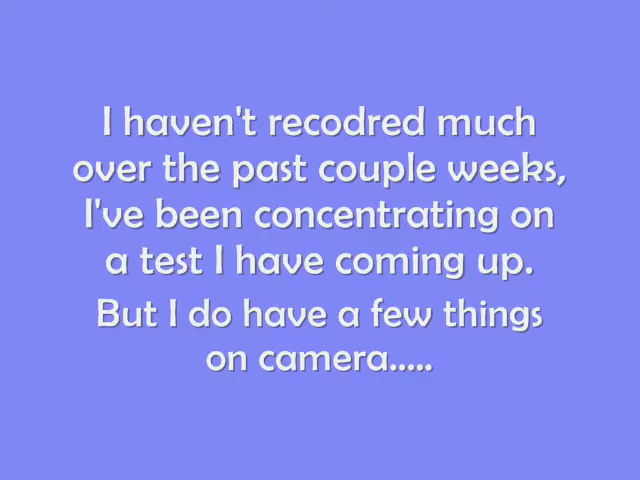 I haven't recodred much
over the past couple weeks,
I've been concentrating on
a test I have coming up.
But I do have a few things
on camera.....